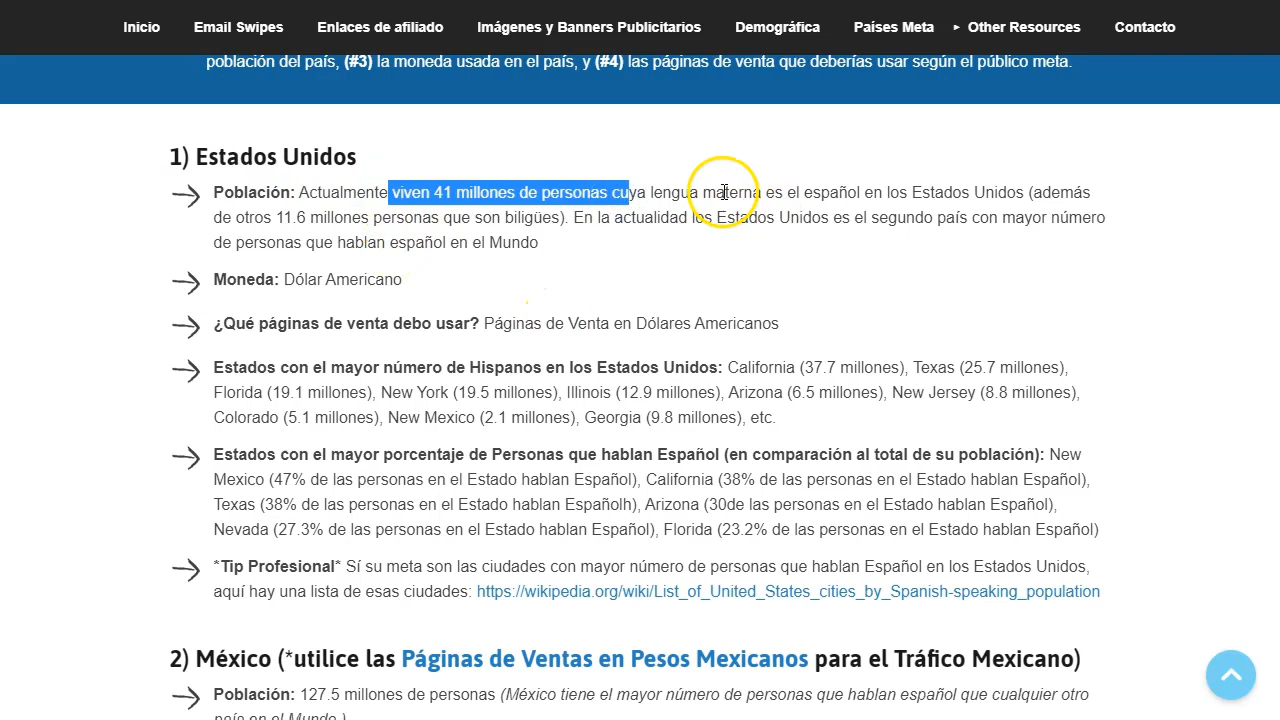 Inicio Email Swipes Enlaces de afiliado Imágenes y Banners Publicitarios Demográfica Países Meta ▸ Other Resources Contacto
población del país, (#3) la moneda usada en el país, y (#4) las páginas de venta que deberías usar según el público meta.
1) Estados Unidos
Población: Actualmente viven 41 millones de personas cuya lengua materna es el español en los Estados Unidos (además
de otros 11.6 millones personas que son biligües). En la actualidad los Estados Unidos es el segundo país con mayor número
de personas que hablan español en el Mundo
Moneda: Dólar Americano
¿Qué páginas de venta debo usar? Páginas de Venta en Dólares Americanos
Estados con el mayor número de Hispanos en los Estados Unidos: California (37.7 millones), Texas (25.7 millones),
Florida (19.1 millones), New York (19.5 millones), Illinois (12.9 millones), Arizona (6.5 millones), New Jersey (8.8 millones),
Colorado (5.1 millones), New Mexico (2.1 millones), Georgia (9.8 millones), etc.
Estados con el mayor porcentaje de Personas que hablan Español (en comparación al total de su población): New
Mexico (47% de las personas en el Estado hablan Español), California (38% de las personas en el Estado hablan Español),
Texas (38% de las personas en el Estado hablan Españolh), Arizona (30de las personas en el Estado hablan Español),
Nevada (27.3% de las personas en el Estado hablan Español), Florida (23.2% de las personas en el Estado hablan Español)
*Tip Profesional* Sí su meta son las ciudades con mayor número de personas que hablan Español en los Estados Unidos,
aquí hay una lista de esas ciudades: https://wikipedia.org/wiki/List_of_United_States_cities_by_Spanish-speaking_population
2) México (*utilice las Páginas de Ventas en Pesos Mexicanos para el Tráfico Mexicano)
Población: 127.5 millones de personas (México tiene el mayor número de personas que hablan español que cualquier otro
país en el Mundo.)